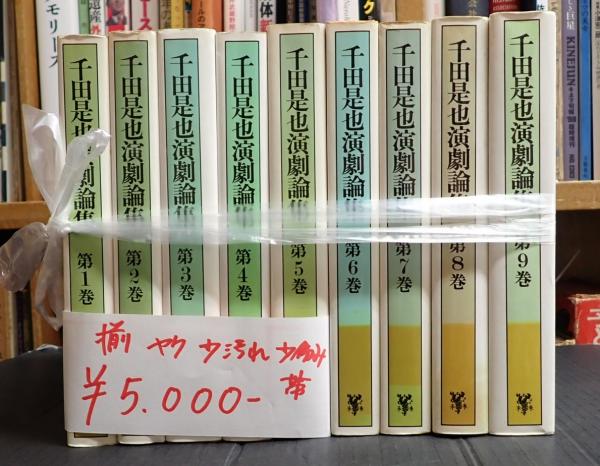 千田是也演劇論集 第1巻
千田是也演劇論集 第2巻
千田是也演劇論集 第3巻
千田是也演劇論集 第4巻
千田是也演劇論集 第5巻
千田是也演劇論集 第6巻
千田是也演劇論集 第7巻
千田是也演劇論集 第8巻
千田是也演劇論集 第9巻
揃 ヤケ 少汚れ 少傷み
帯
¥5.000-
KINEJUN